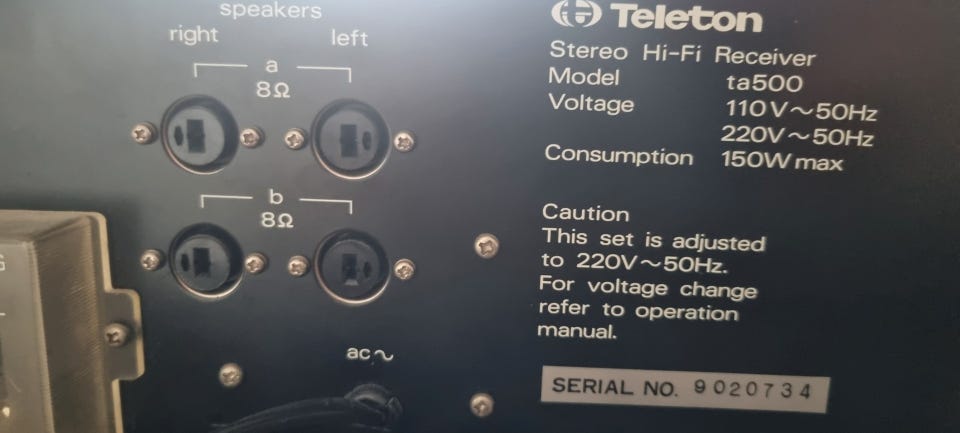 speakers
right left
a
8Ω
b
8Ω
ac~
Teleton
Stereo Hi-Fi Receiver
Model ta500
Voltage 110V~50Hz
220V~50Hz
Consumption 150W max
Caution
This set is adjusted
to 220V~50Hz.
For voltage change
refer to operation
manual.
SERIAL NO. 9020734
G